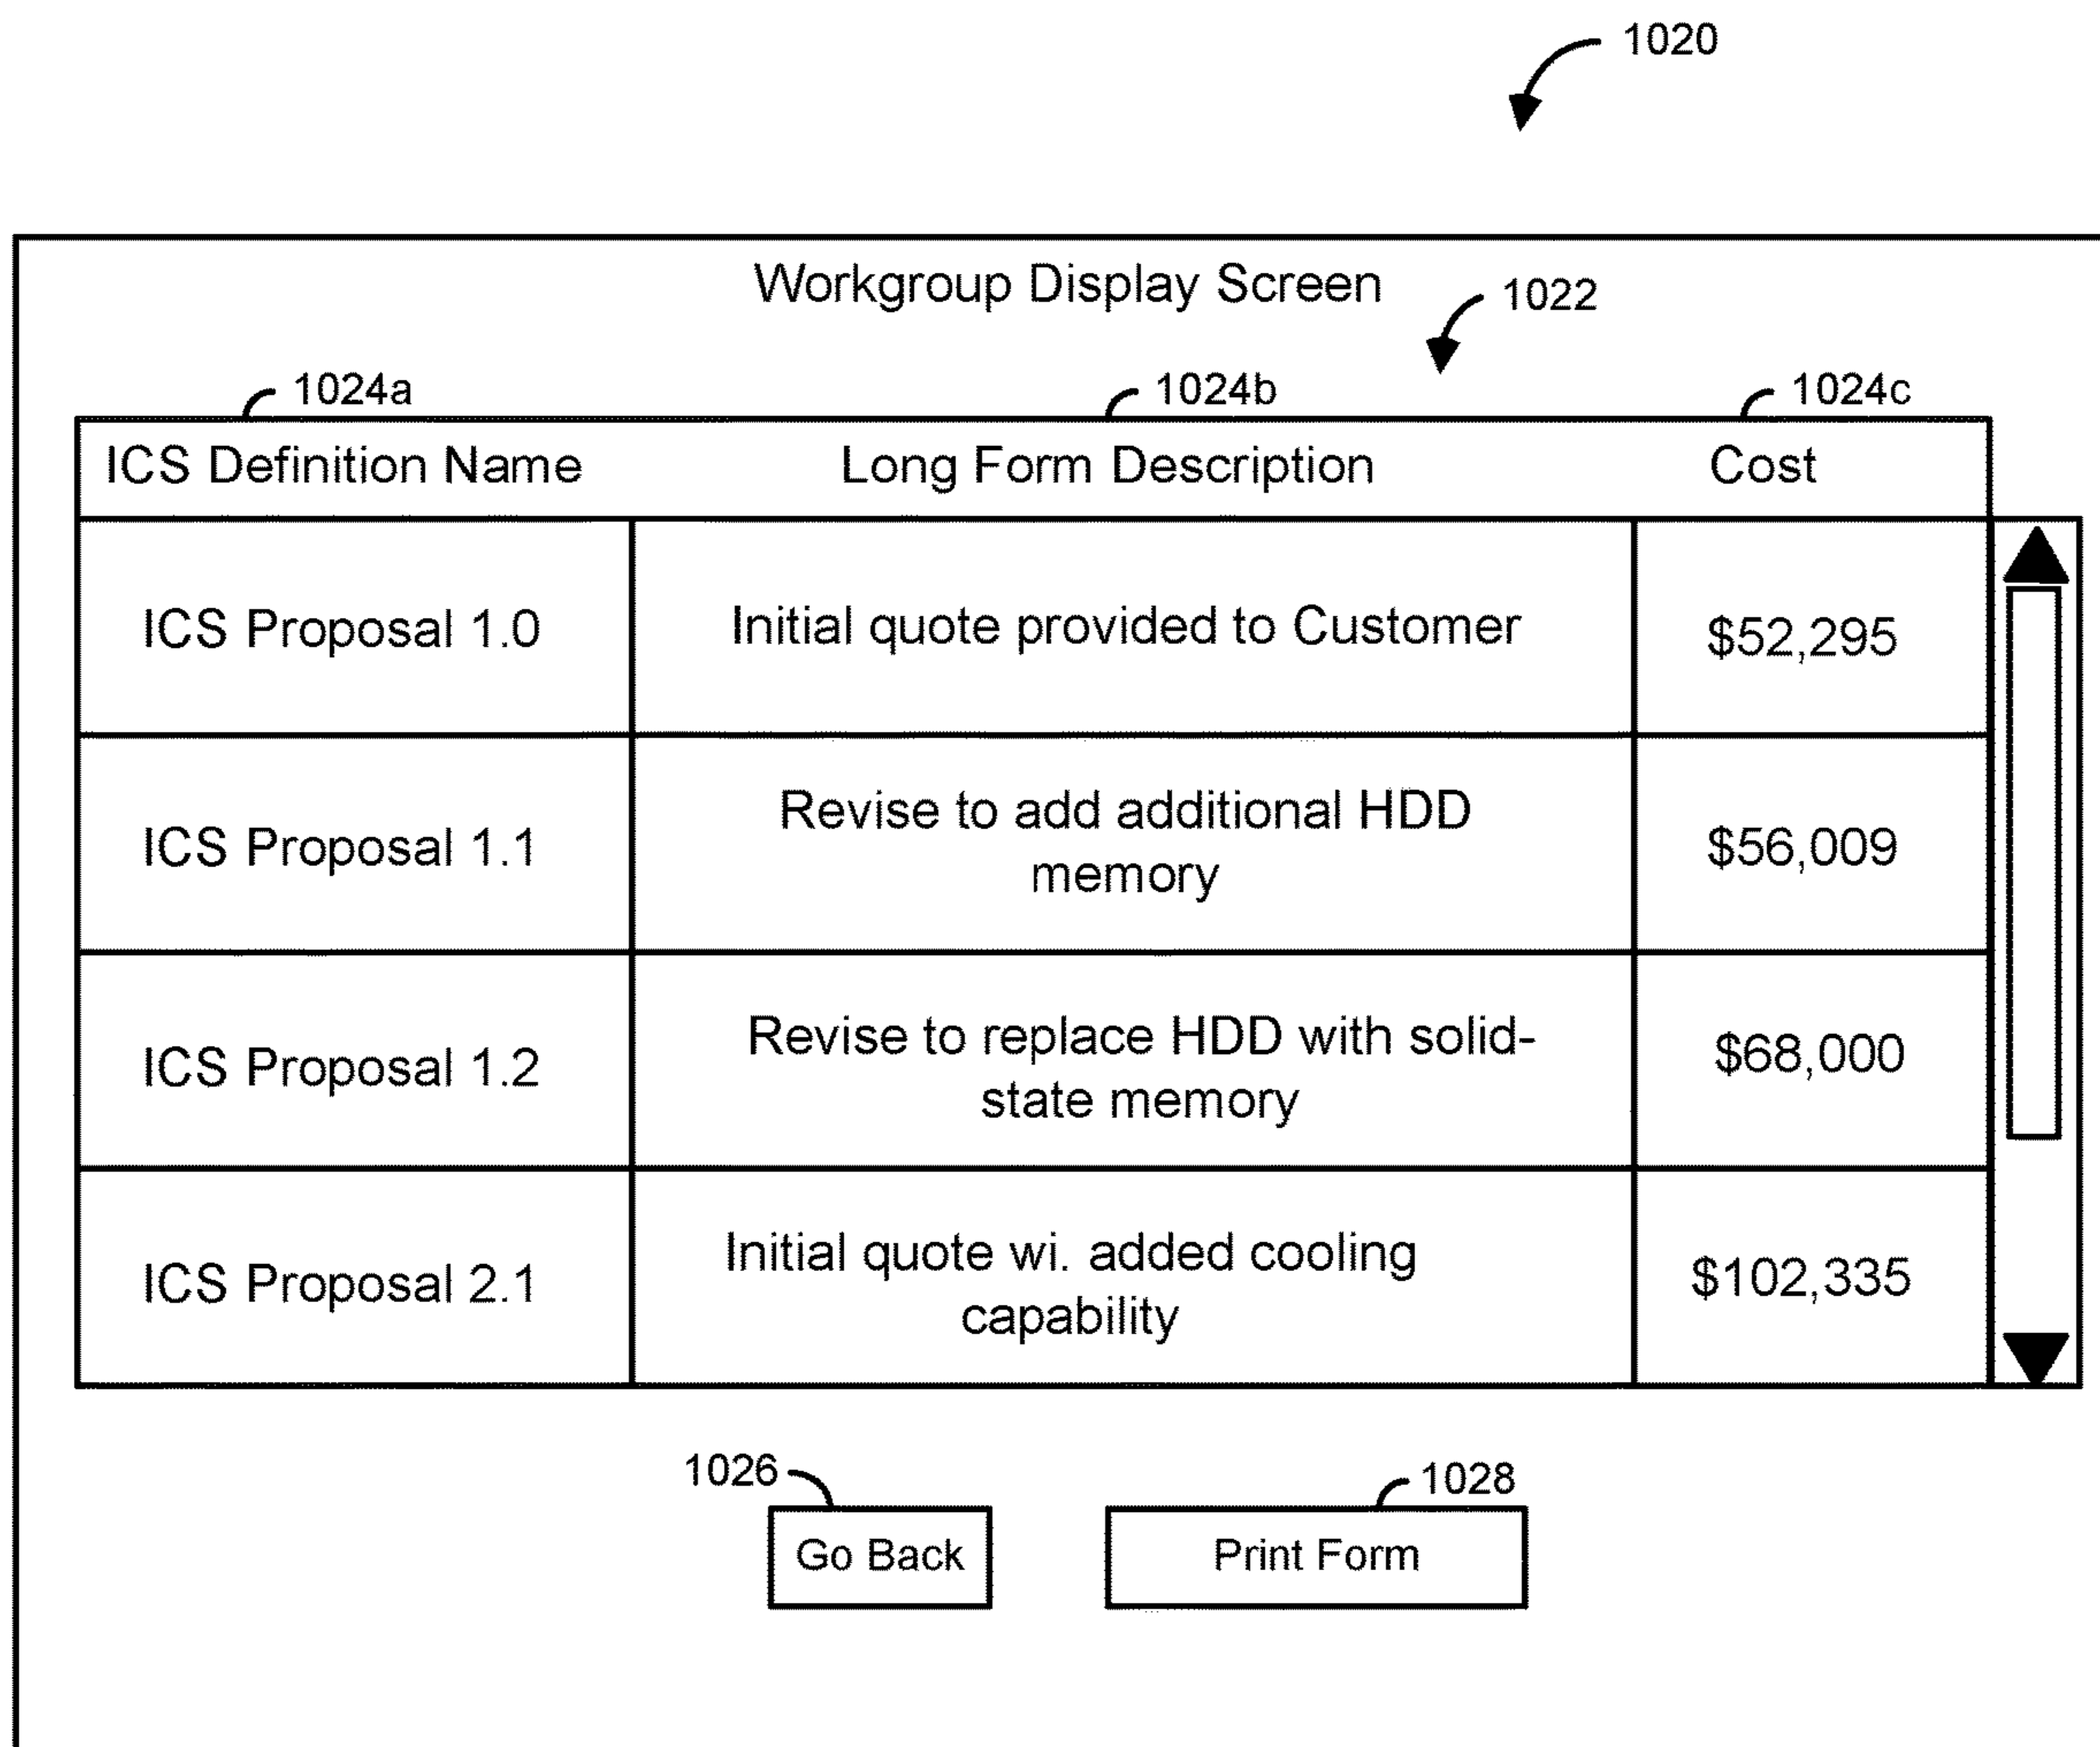 1020
Workgroup Display Screen
1022
1024a 1024b 1024c
ICS Definition Name Long Form Description Cost
ICS Proposal 1.0 Initial quote provided to Customer $52,295
ICS Proposal 1.1 Revise to add additional HDD
memory $56,009
ICS Proposal 1.2 Revise to replace HDD with solid-
state memory $68,000
ICS Proposal 2.1 Initial quote wi. added cooling
capability $102,335
1026 1028
Go Back Print Form